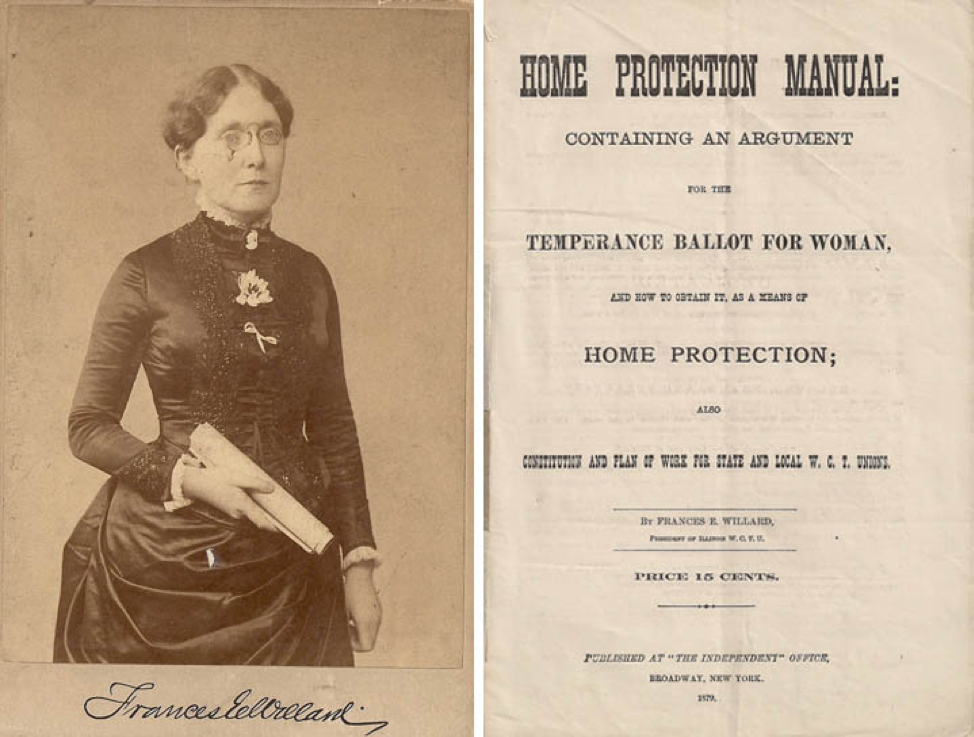 Frances E. Willard.
HOME PROTECTION MANUAL:
CONTAINING AN ARGUMENT
FOR THE
TEMPERANCE BALLOT FOR WOMAN,
AND HOW TO OBTAIN IT, AS A MEANS OF
HOME PROTECTION;
ALSO
CONSTITUTION AND PLAN OF WORK FOR STATE AND LOCAL W. C. T. UNIONS.
BY FRANCES E. WILLARD,
PRESIDENT OF ILLINOIS W. C. T. U.
PRICE 15 CENTS.
PUBLISHED AT "THE INDEPENDENT" OFFICE,
BROADWAY, NEW YORK.
1879.